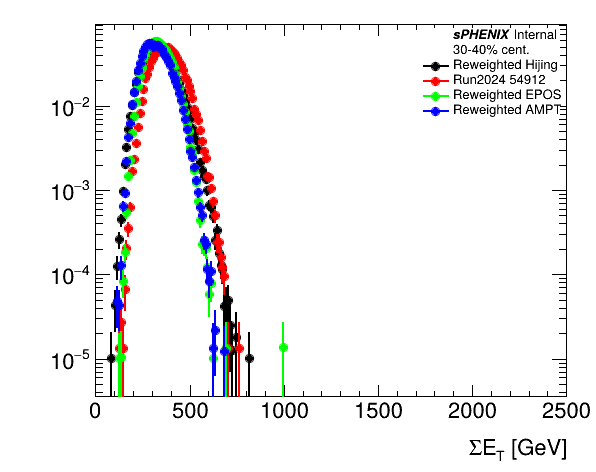 sPHENIX Internal
30-40% cent.
Reweighted Hijing
Run2024 54912
Reweighted EPOS
Reweighted AMPT
10⁻²
10⁻³
10⁻⁴
10⁻⁵
0 500 1000 1500 2000 2500
ΣE_T [GeV]